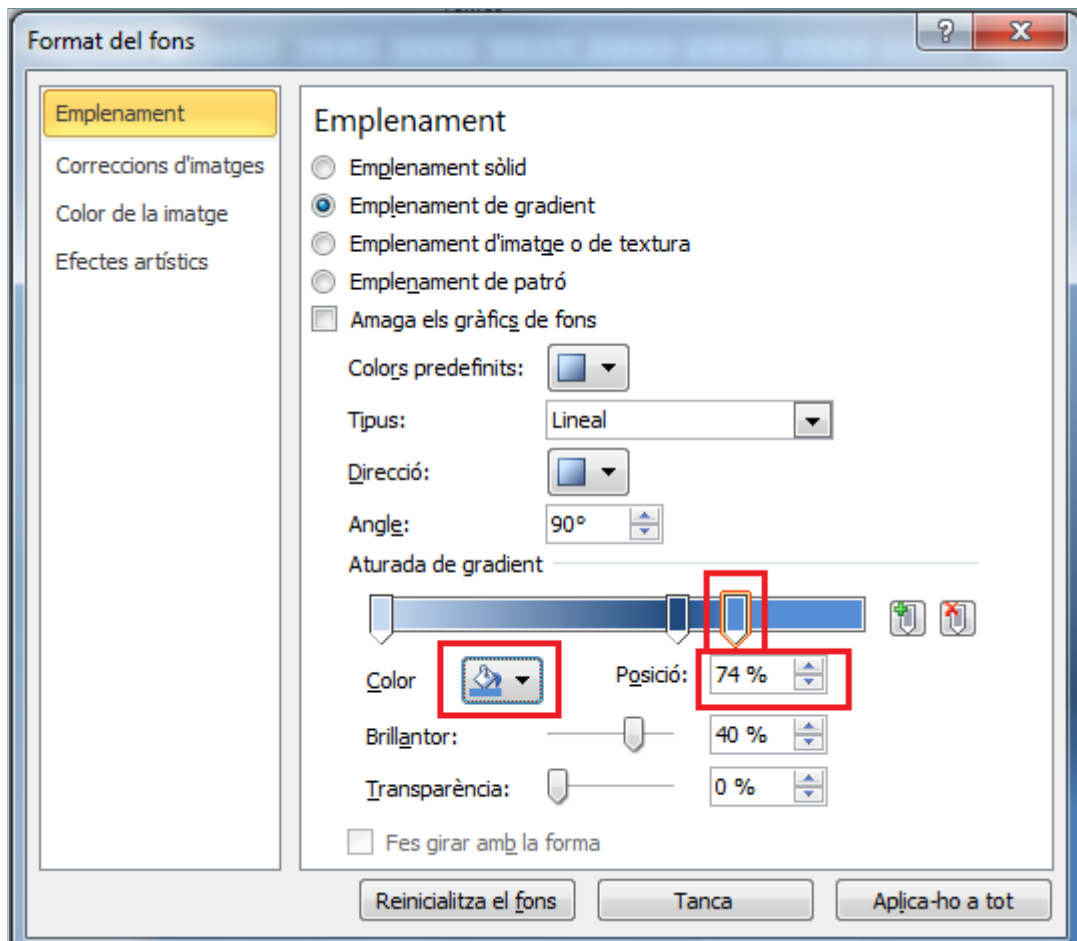 Format del fons
Emplenament
Correccions d'imatges
Color de la imatge
Efectes artístics
Emplenament
Emplenament sòlid
Emplenament de gradient
Emplenament d'imatge o de textura
Emplenament de patró
Amaga els gràfics de fons
Colors predefinits:
Tipus: Lineal
Direcció:
Angle: 90°
Aturada de gradient
Color Posició: 74 %
Brillantor: 40 %
Transparència: 0 %
Fes girar amb la forma
Reinicialitza el fons Tanca Aplica-ho a tot